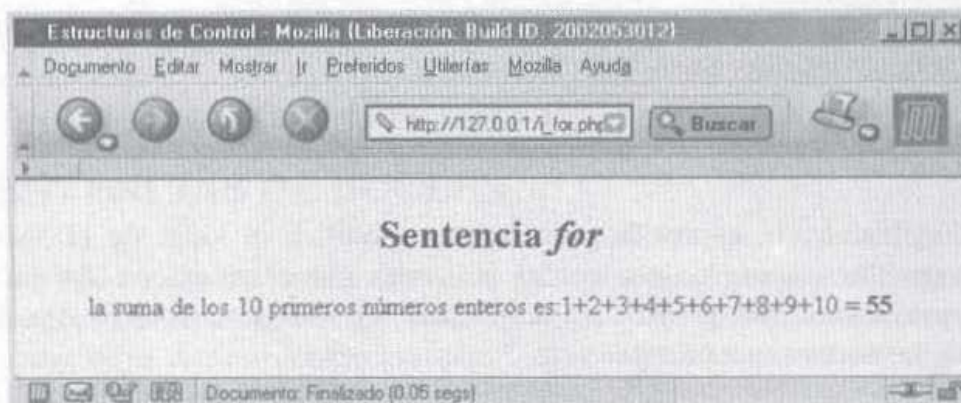 Estructuras de Control - Mozilla {Liberación: Build ID: 2002053012}
Documento Editar Mostrar Ir Preferidos Utilerías Mozilla Ayuda
http://127.0.0.1/i_for.php Buscar
Sentencia for
la suma de los 10 primeros números enteros es:1+2+3+4+5+6+7+8+9+10 = 55
Documento: Finalizado (0.05 segs)